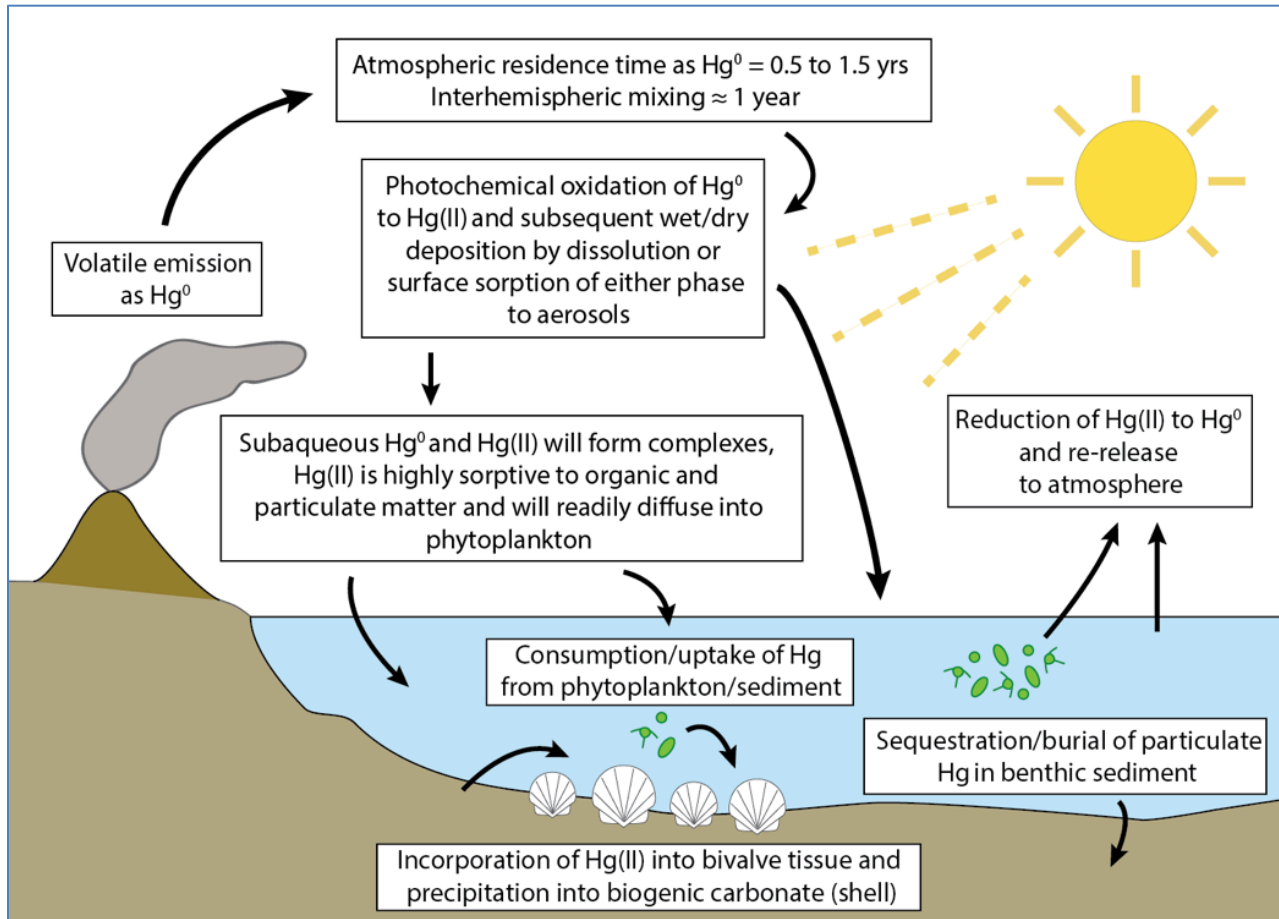 Atmospheric residence time as Hg⁰ = 0.5 to 1.5 yrs
Interhemispheric mixing ≈ 1 year
Photochemical oxidation of Hg⁰
to Hg(II) and subsequent wet/dry
deposition by dissolution or
surface sorption of either phase
to aerosols
Volatile emission
as Hg⁰
Subaqueous Hg⁰ and Hg(II) will form complexes,
Hg(II) is highly sorptive to organic and
particulate matter and will readily diffuse into
phytoplankton
Reduction of Hg(II) to Hg⁰
and re-release
to atmosphere
Consumption/uptake of Hg
from phytoplankton/sediment
Sequestration/burial of particulate
Hg in benthic sediment
Incorporation of Hg(II) into bivalve tissue and
precipitation into biogenic carbonate (shell)